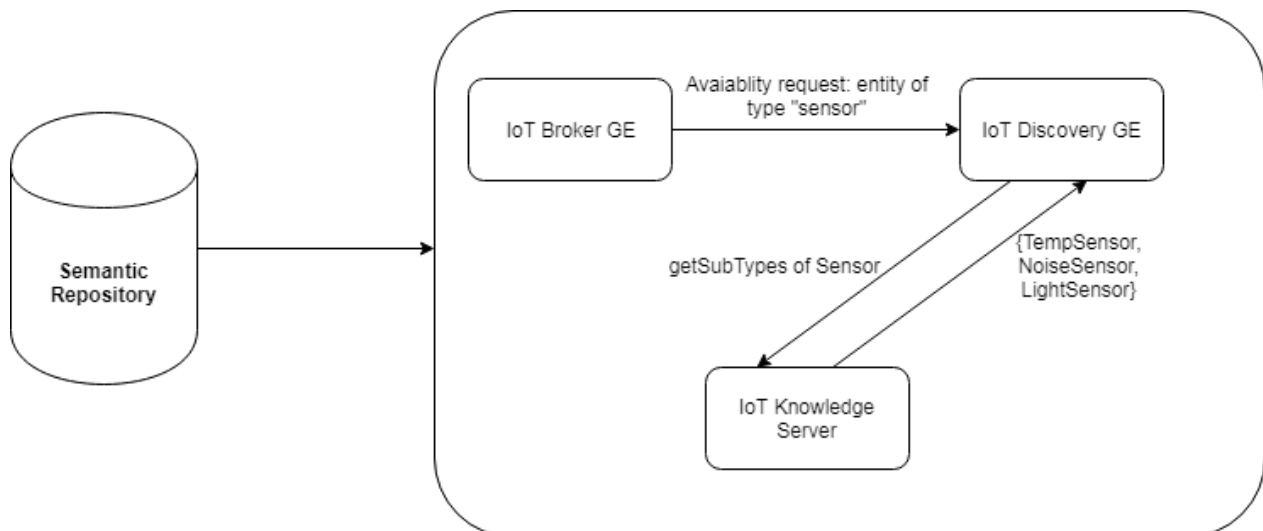 Avaiablity request: entity of
type "sensor"
IoT Broker GE
IoT Discovery GE
Semantic
Repository
getSubTypes of Sensor
{TempSensor,
NoiseSensor,
LightSensor}
IoT Knowledge
Server